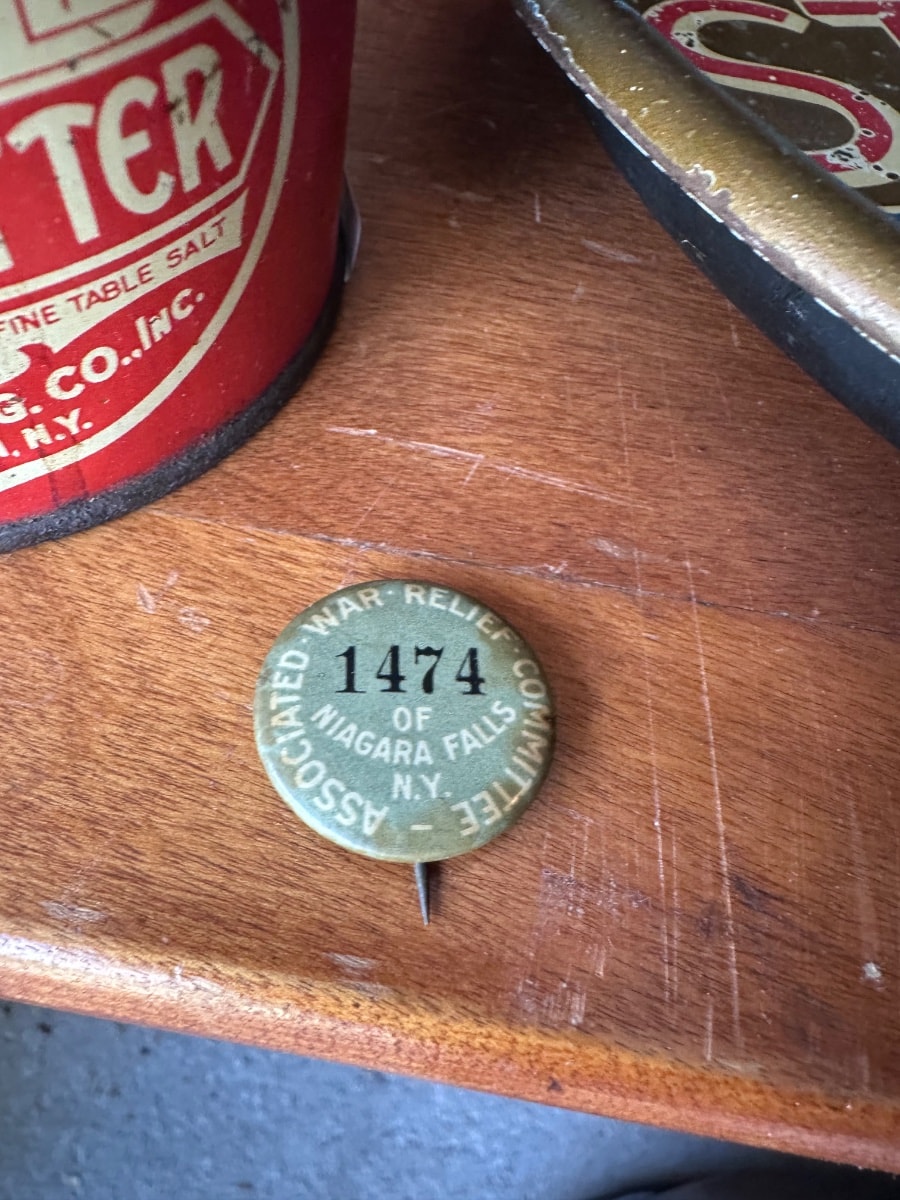 TER
FINE TABLE SALT
G. CO., INC.
N.Y.
S
ASSOCIATED · WAR · RELIEF · COMMITTEE –
1474
OF
NIAGARA FALLS
N.Y.